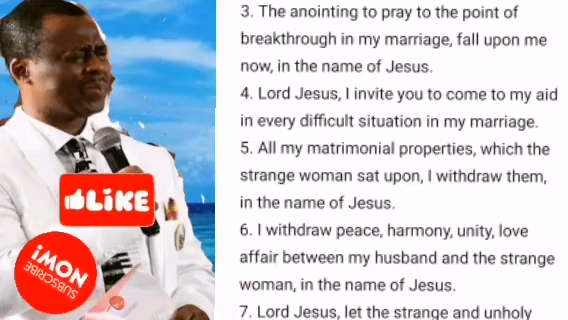 3. The anointing to pray to the point of
breakthrough in my marriage, fall upon me
now, in the name of Jesus.
4. Lord Jesus, I invite you to come to my aid
in every difficult situation in my marriage.
5. All my matrimonial properties, which the
strange woman sat upon, I withdraw them,
in the name of Jesus.
6. I withdraw peace, harmony, unity, love
affair between my husband and the strange
woman, in the name of Jesus.
7. Lord Jesus, let the strange and unholy
LiKE
SUBSCRIBE
NOW!